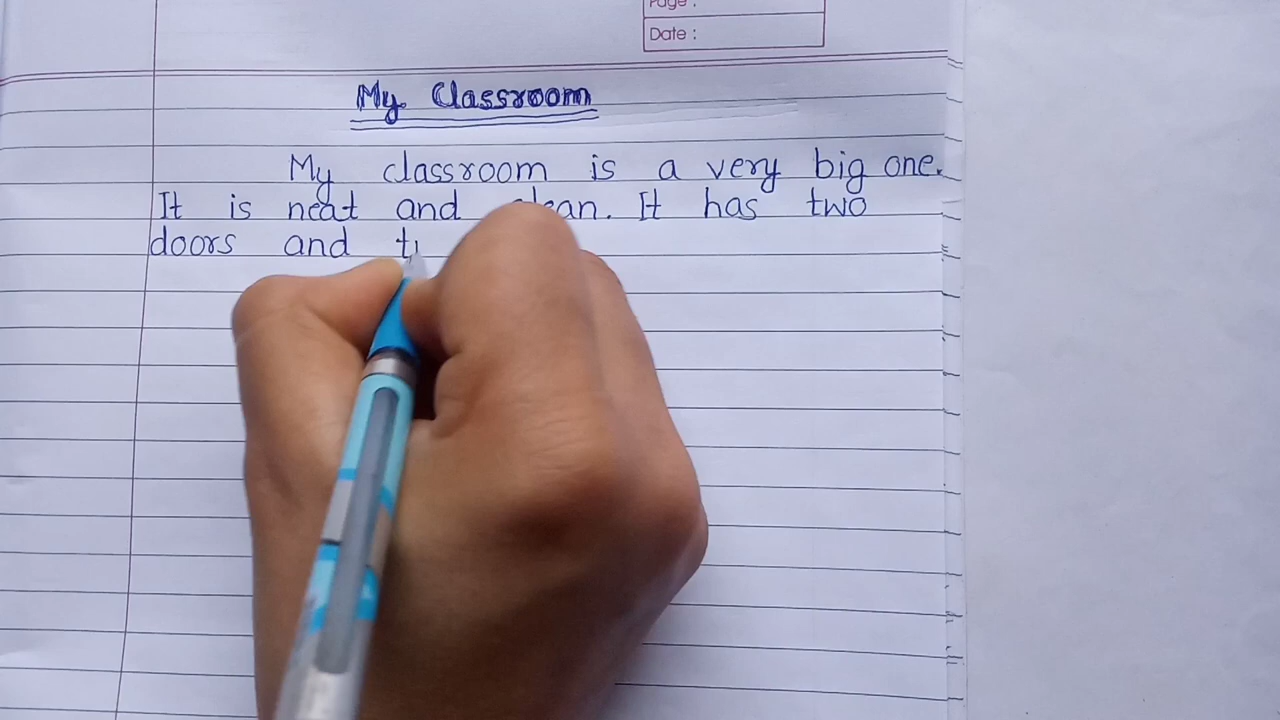 Page :
Date :
My Classroom
My classroom is a very big one.
It is neat and clean. It has two
doors and